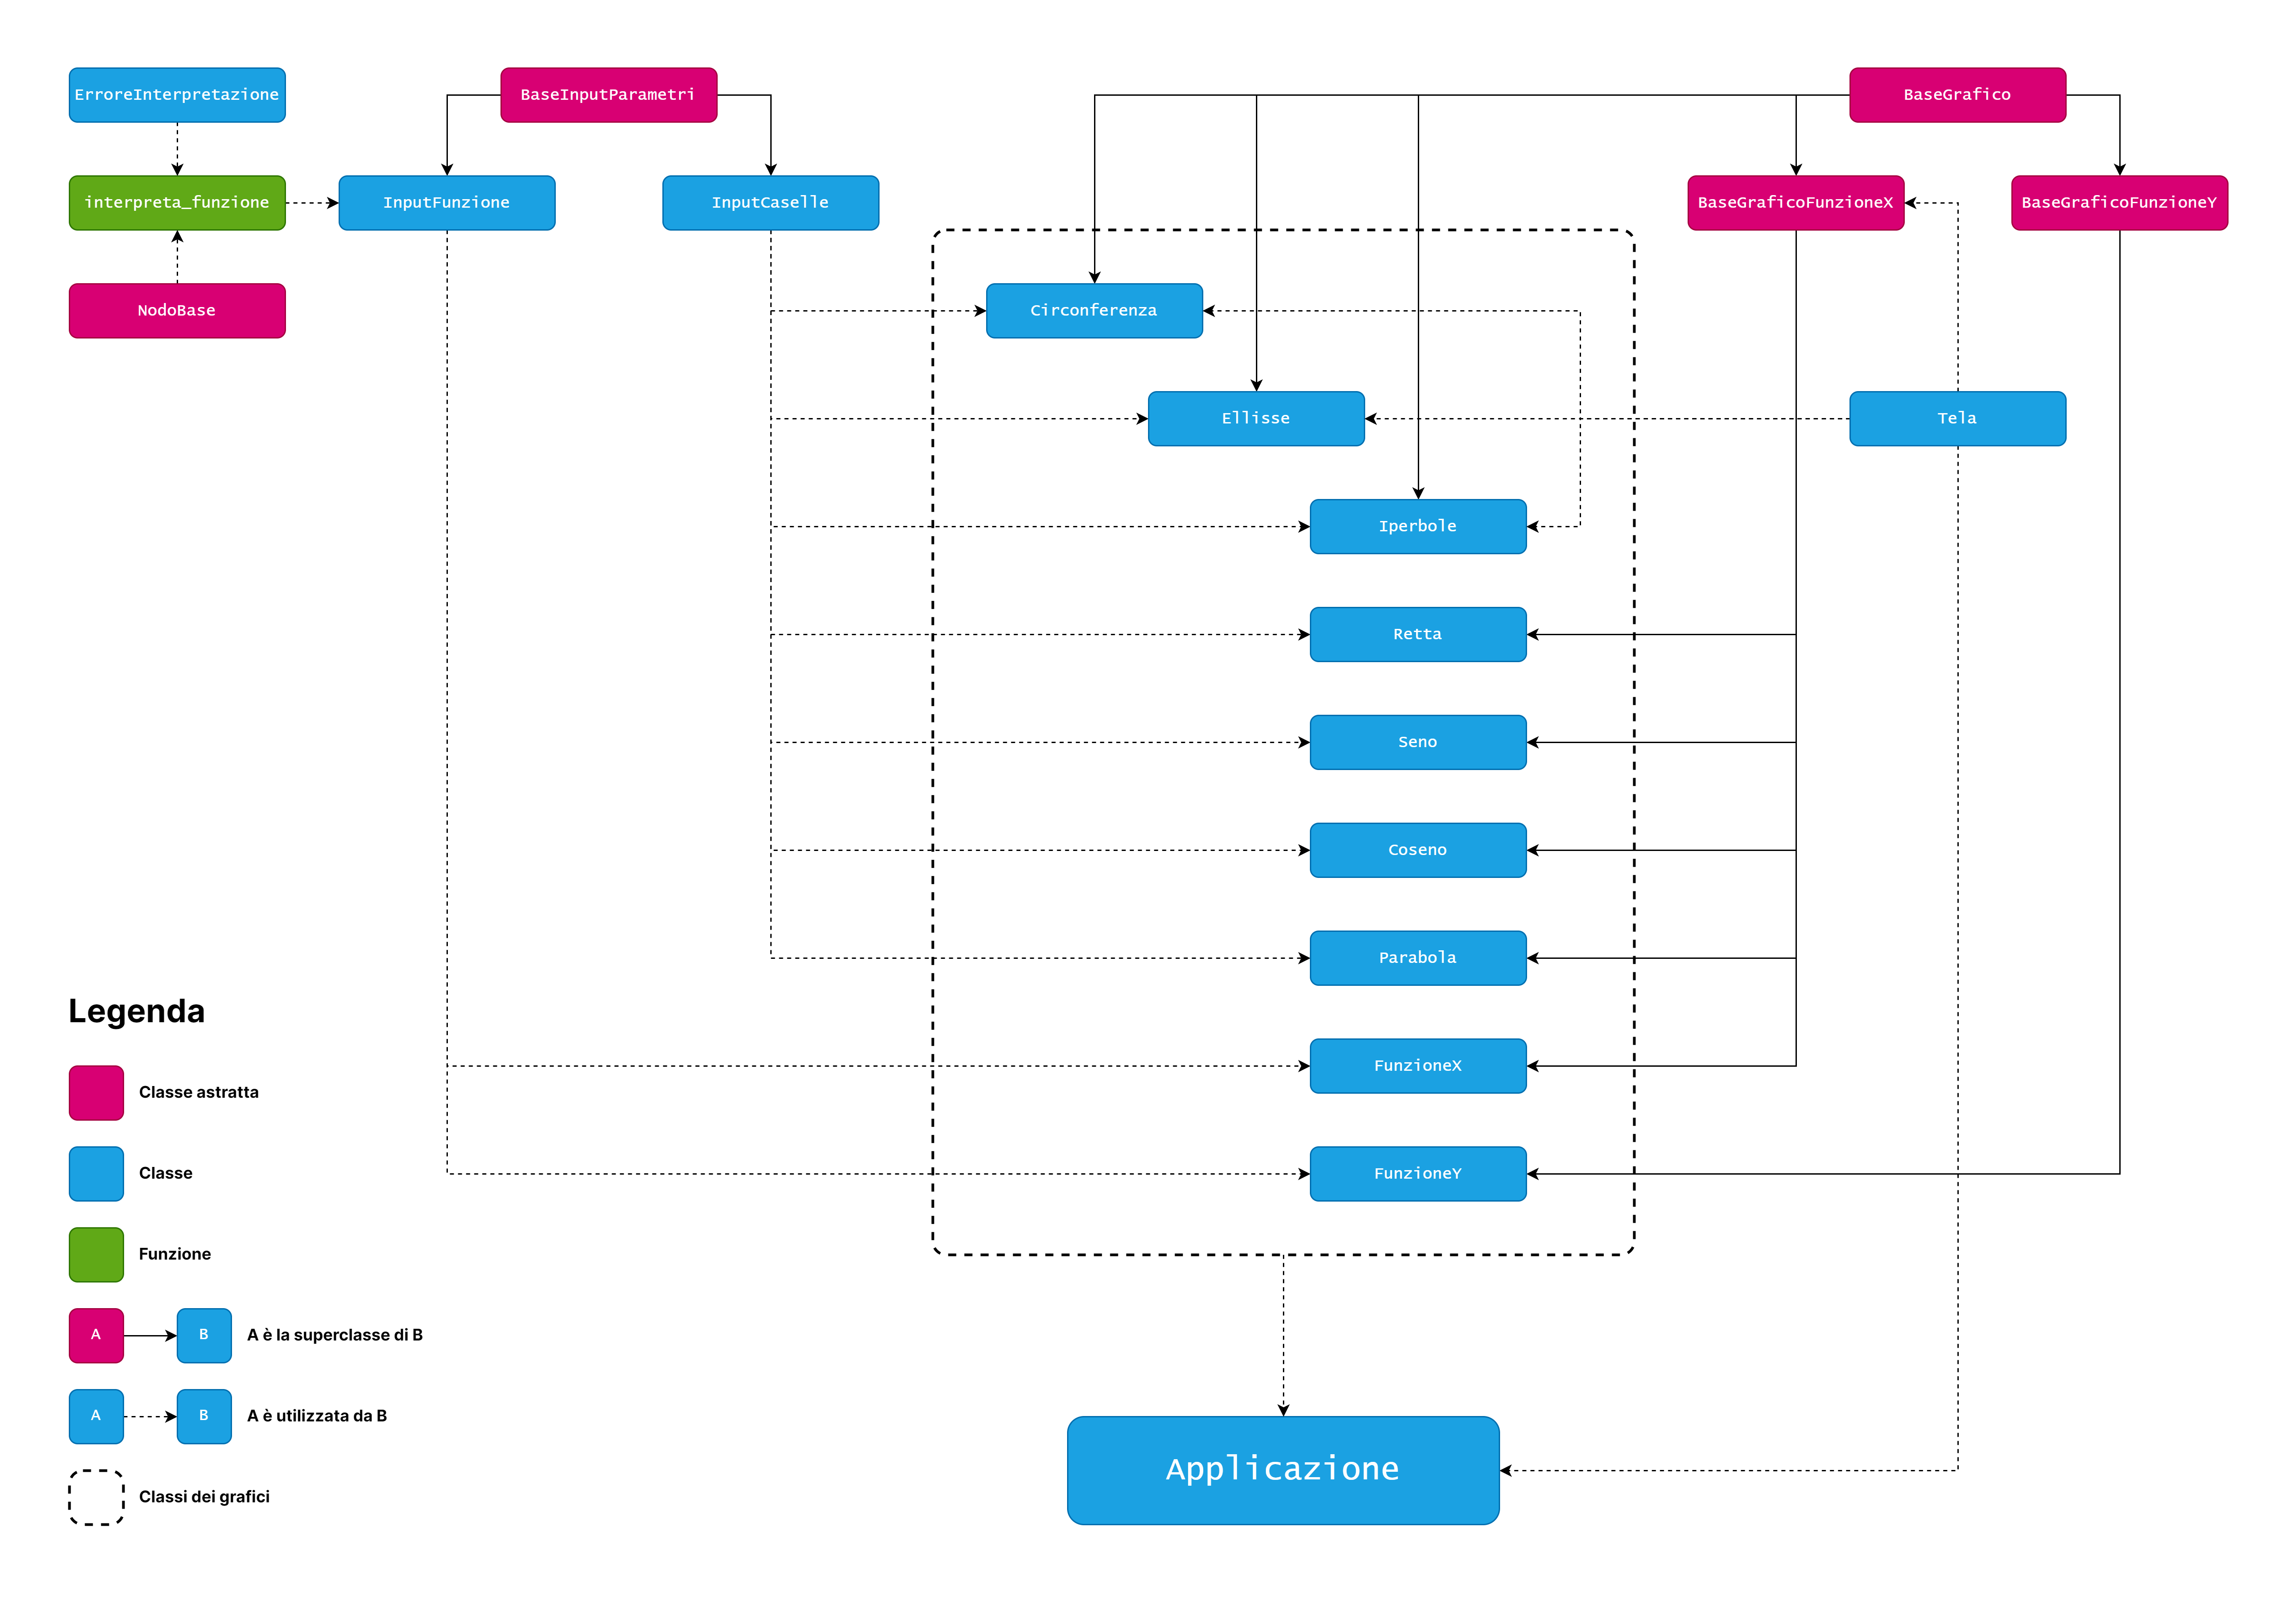 ErroreInterpretazione
BaseInputParametri
BaseGrafico
interpreta_funzione
InputFunzione
InputCaselle
BaseGraficoFunzioneX
BaseGraficoFunzioneY
NodoBase
Circonferenza
Ellisse
Tela
Iperbole
Retta
Seno
Coseno
Parabola
FunzioneX
FunzioneY
Applicazione
Legenda
Classe astratta
Classe
Funzione
A
B
A è la superclasse di B
A
B
A è utilizzata da B
Classi dei grafici